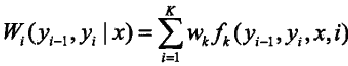 W_i(y_{i-1}, y_i | x) = \sum_{i=1}^{K} w_k f_k(y_{i-1}, y_i, x, i)